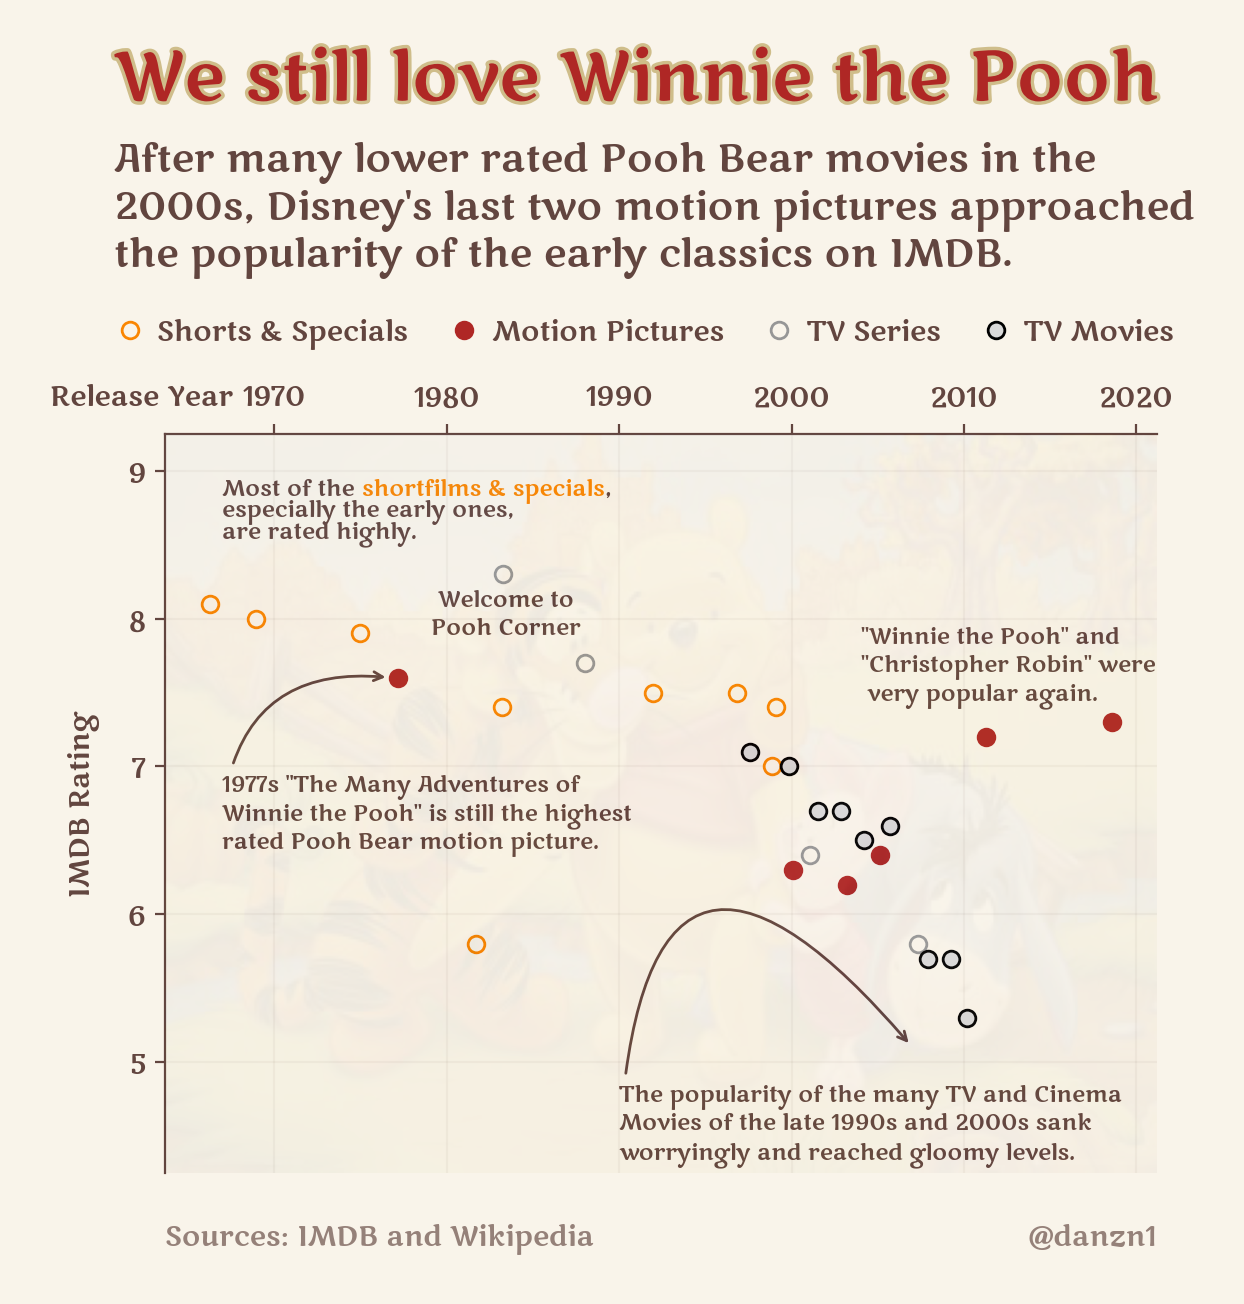 We still love Winnie the Pooh
After many lower rated Pooh Bear movies in the
2000s, Disney's last two motion pictures approached
the popularity of the early classics on IMDB.
Shorts & Specials Motion Pictures TV Series TV Movies
Release Year 1970 1980 1990 2000 2010 2020
9
Most of the shortfilms & specials,
especially the early ones,
are rated highly.
Welcome to
Pooh Corner
8
"Winnie the Pooh" and
"Christopher Robin" were
very popular again.
IMDB Rating
7
1977s "The Many Adventures of
Winnie the Pooh" is still the highest
rated Pooh Bear motion picture.
6
5
The popularity of the many TV and Cinema
Movies of the late 1990s and 2000s sank
worryingly and reached gloomy levels.
Sources: IMDB and Wikipedia
@danzn1